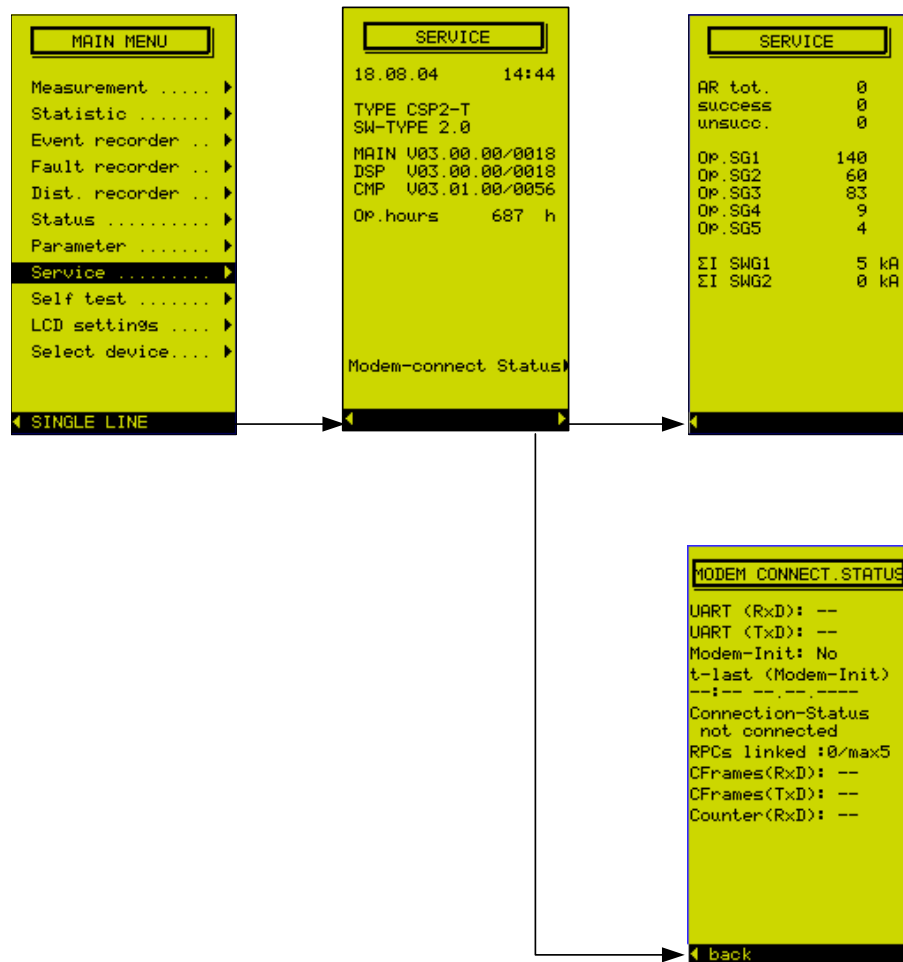 MAIN MENU
Measurement ..... ▶
Statistic ....... ▶
Event recorder .. ▶
Fault recorder .. ▶
Dist. recorder .. ▶
Status .......... ▶
Parameter ....... ▶
Service ......... ▶
Self test ....... ▶
LCD settings .... ▶
Select device.... ▶
◀ SINGLE LINE
SERVICE
18.08.04 14:44
TYPE CSP2-T
SW-TYPE 2.0
MAIN V03.00.00/0018
DSP V03.00.00/0018
CMP V03.01.00/0056
Op.hours 687 h
Modem-connect Status▶
◀ ▶
SERVICE
AR tot. 0
success 0
unsucc. 0
Op.SG1 140
Op.SG2 60
Op.SG3 83
Op.SG4 9
Op.SG5 4
ΣI SWG1 5 kA
ΣI SWG2 0 kA
◀
MODEM CONNECT.STATUS
UART (RxD): --
UART (TxD): --
Modem-Init: No
t-last (Modem-Init)
--:-- --.--.----
Connection-Status
not connected
RPCs linked :0/max5
CFrames(RxD): --
CFrames(TxD): --
Counter(RxD): --
◀ back